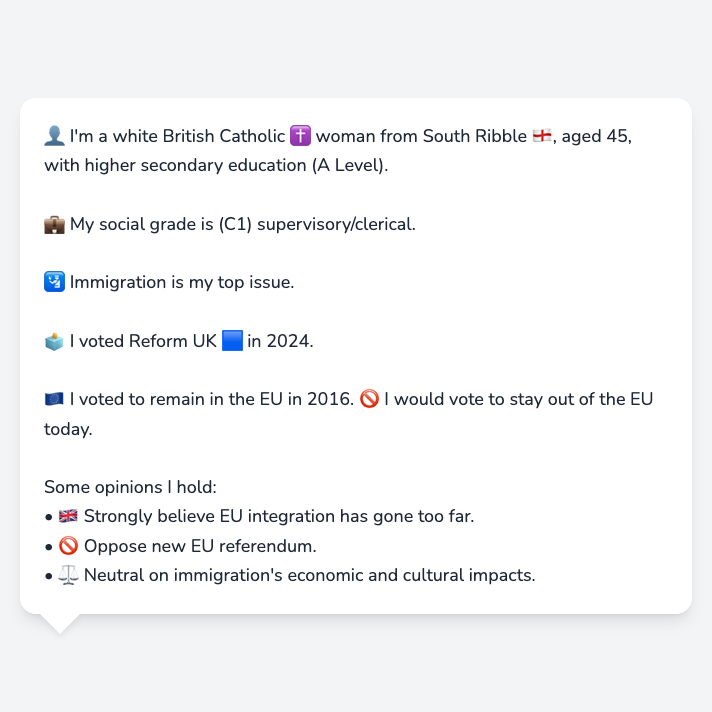 👤 I'm a white British Catholic ✝️ woman from South Ribble 🏴󠁧󠁢󠁥󠁮󠁧󠁿, aged 45,
with higher secondary education (A Level).
💼 My social grade is (C1) supervisory/clerical.
🛂 Immigration is my top issue.
🗳️ I voted Reform UK 🟦 in 2024.
🇪🇺 I voted to remain in the EU in 2016. 🚫 I would vote to stay out of the EU
today.
Some opinions I hold:
• 🇬🇧 Strongly believe EU integration has gone too far.
• 🚫 Oppose new EU referendum.
• ⚖️ Neutral on immigration's economic and cultural impacts.